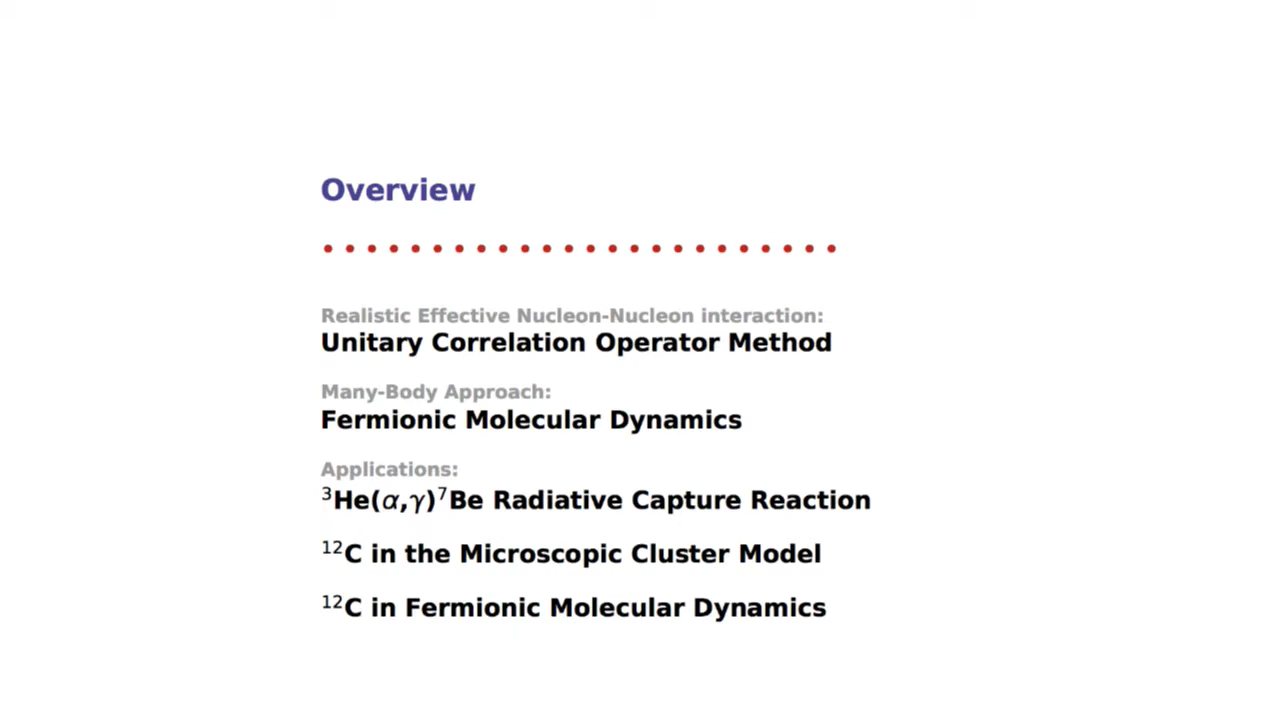 Overview
Realistic Effective Nucleon-Nucleon interaction:
Unitary Correlation Operator Method
Many-Body Approach:
Fermionic Molecular Dynamics
Applications:
³He(α,γ)⁷Be Radiative Capture Reaction
¹²C in the Microscopic Cluster Model
¹²C in Fermionic Molecular Dynamics